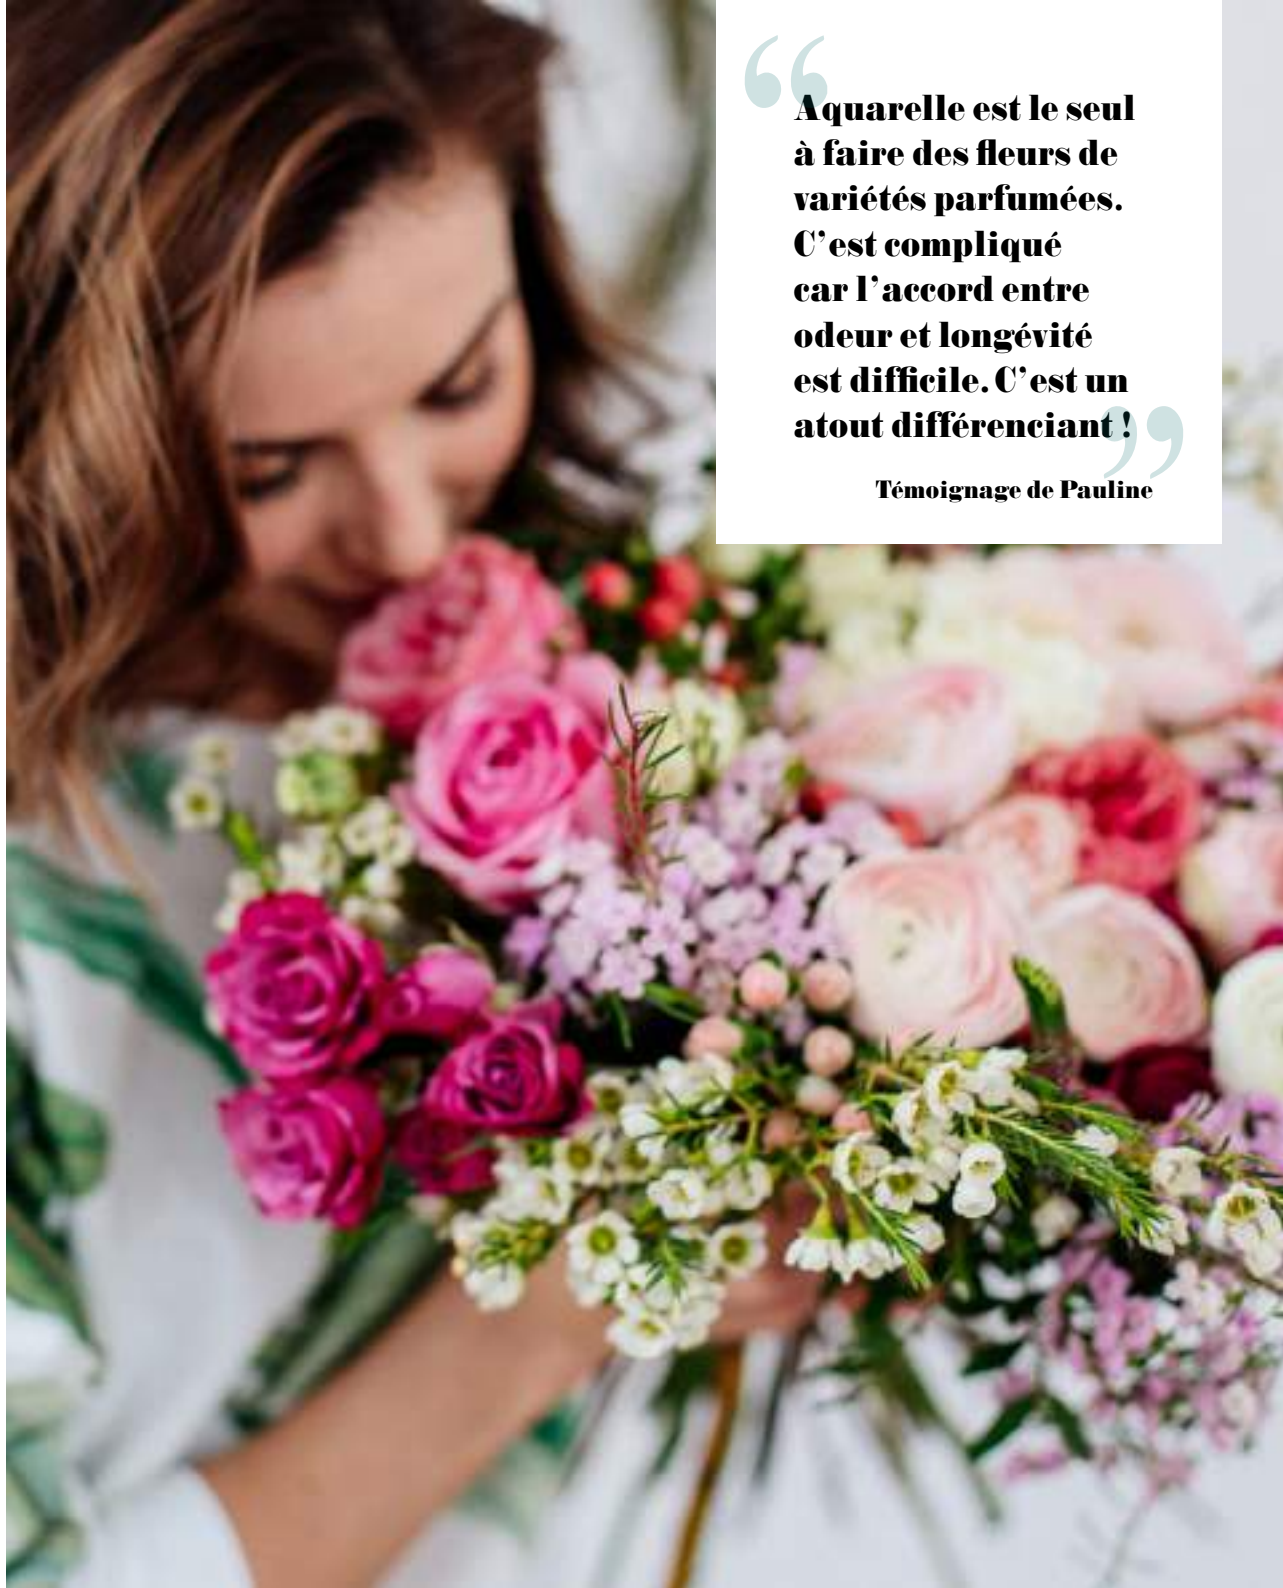 “
Aquarelle est le seul
à faire des fleurs de
variétés parfumées.
C’est compliqué
car l’accord entre
odeur et longévité
est difficile. C’est un
atout différenciant !
”
Témoignage de Pauline